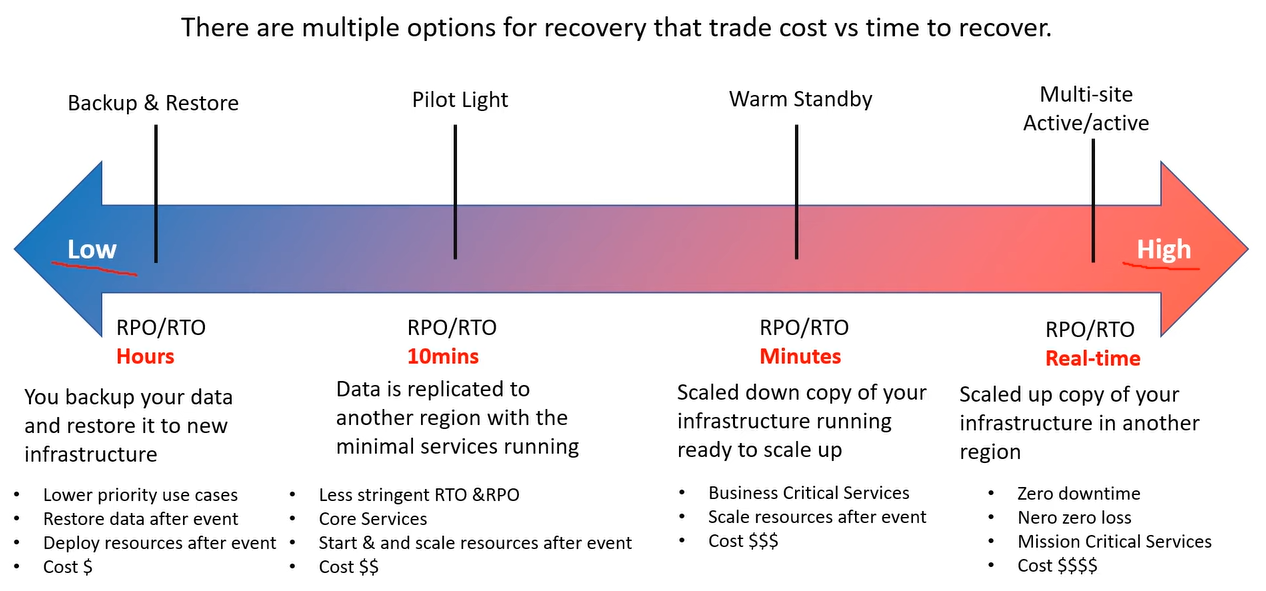 There are multiple options for recovery that trade cost vs time to recover.
Backup & Restore
Pilot Light
Warm Standby
Multi-site
Active/active
Low
High
RPO/RTO
Hours
You backup your data
and restore it to new
infrastructure
• Lower priority use cases
• Restore data after event
• Deploy resources after event
• Cost $
RPO/RTO
10mins
Data is replicated to
another region with the
minimal services running
• Less stringent RTO &RPO
• Core Services
• Start & and scale resources after event
• Cost $$
RPO/RTO
Minutes
Scaled down copy of your
infrastructure running
ready to scale up
• Business Critical Services
• Scale resources after event
• Cost $$$
RPO/RTO
Real-time
Scaled up copy of your
infrastructure in another
region
• Zero downtime
• Nero zero loss
• Mission Critical Services
• Cost $$$$